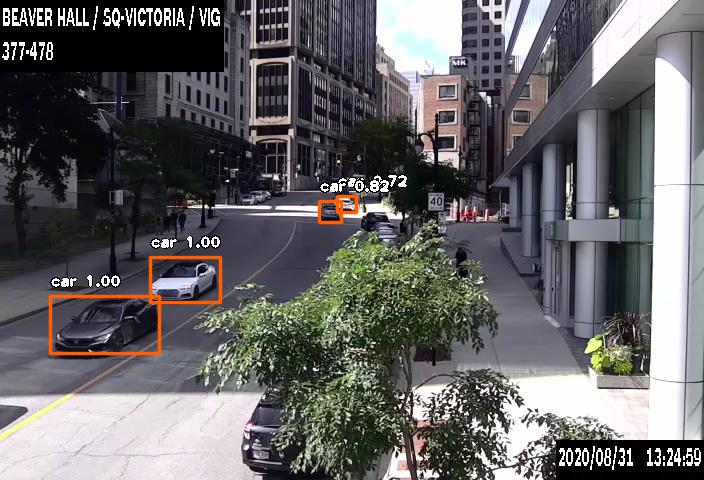 BEAVER HALL / SQ-VICTORIA / VIG
377-478
MK
car 0.82
0.72
40
car 1.00
car 1.00
2020/08/31 13:24:59